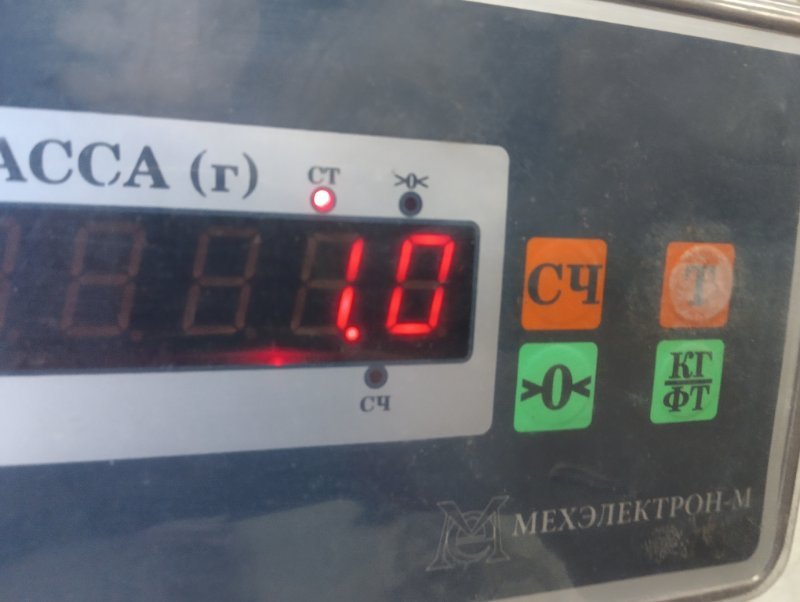 АССА (г)
СТ >0<
1.0
СЧ
СЧ Т
>0< КГ
ФТ
МЕХЭЛЕКТРОН-М